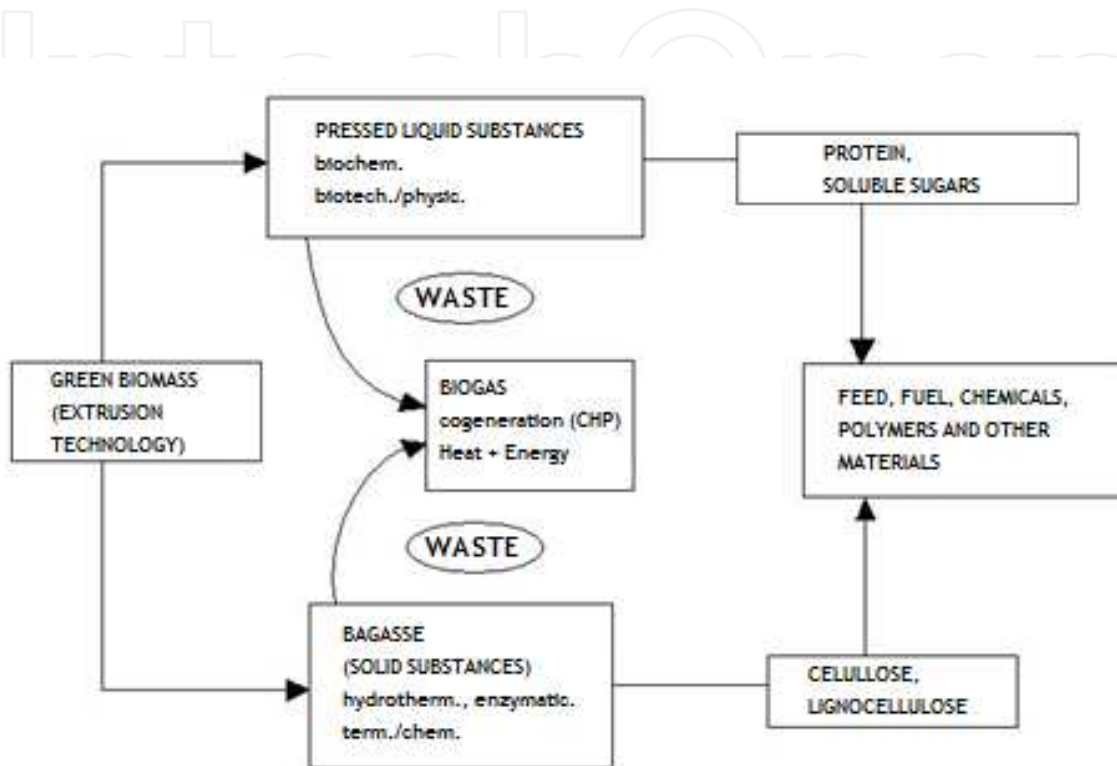 PRESSED LIQUID SUBSTANCES
biochem.
biotech./physic.
PROTEIN,
SOLUBLE SUGARS
WASTE
GREEN BIOMASS
(EXTRUSION
TECHNOLOGY)
BIOGAS
cogeneration (CHP)
Heat + Energy
FEED, FUEL, CHEMICALS,
POLYMERS AND OTHER
MATERIALS
WASTE
BAGASSE
(SOLID SUBSTANCES)
hydrotherm., enzymatic.
term./chem.
CELULLOSE,
LIGNOCELLULOSE